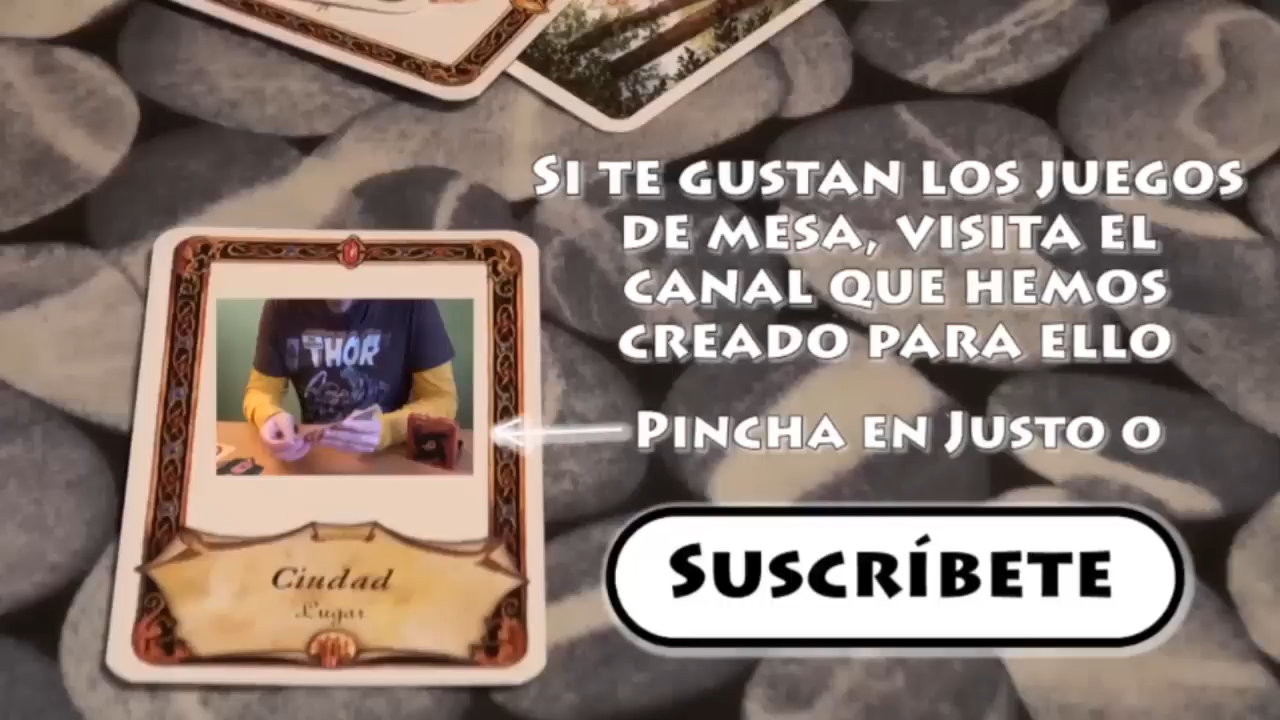 Si te gustan los juegos
de mesa, visita el
canal que hemos
creado para ello
THOR
Pincha en Justo o
Suscríbete
Ciudad
Lugar